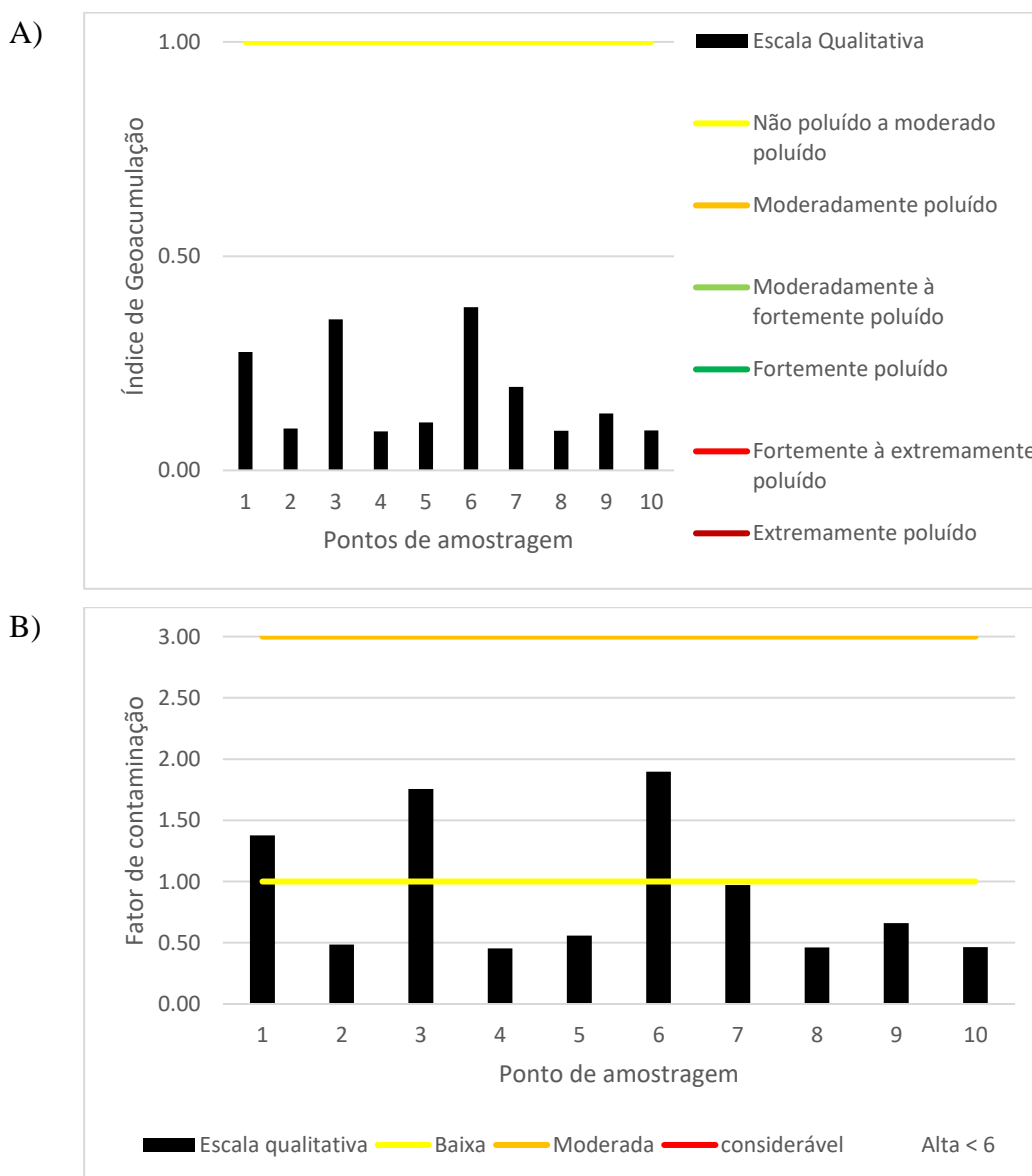 A)
1.00
0.50
0.00
Índice de Geoacumulação
1 2 3 4 5 6 7 8 9 10
Pontos de amostragem
Escala Qualitativa
Não poluído a moderado
poluído
Moderadamente poluído
Moderadamente à
fortemente poluído
Fortemente poluído
Fortemente à extremamente
poluído
Extremamente poluído
B)
3.00
2.50
2.00
1.50
1.00
0.50
0.00
Fator de contaminação
1 2 3 4 5 6 7 8 9 10
Ponto de amostragem
Escala qualitativa Baixa Moderada considerável Alta < 6